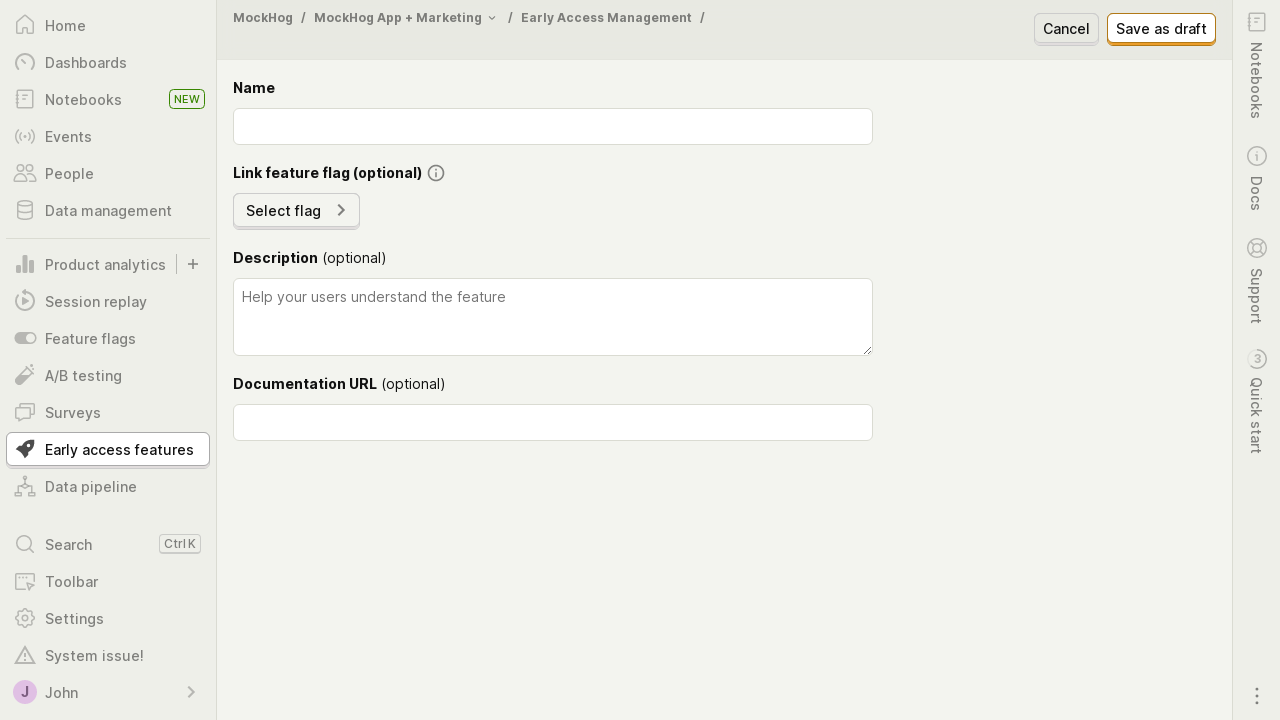 Home
Dashboards
Notebooks NEW
Events
People
Data management
Product analytics
Session replay
Feature flags
A/B testing
Surveys
Early access features
Data pipeline
Search Ctrl K
Toolbar
Settings
System issue!
J John
MockHog / MockHog App + Marketing / Early Access Management /
Cancel Save as draft
Name
Link feature flag (optional)
Select flag
Description (optional)
Help your users understand the feature
Documentation URL (optional)
Notebooks
Docs
Support
3 Quick start